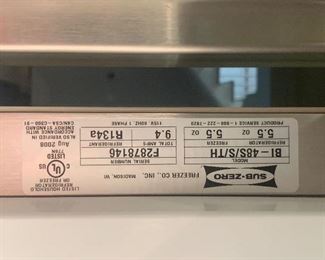 SUB-ZERO
FREEZER CO., INC.
MADISON, WI
MODEL
BI-48S/S/TH
SERIAL NUMBER
F2878146
REFRIGERATOR
5.5 OZ
FREEZER
5.5 OZ
TOTAL AMPS
9.4
REFRIGERANT
R134a
PRODUCT SERVICE 1-800-222-7820
115V 60HZ 1 PHASE
UL
LISTED
LISTED HOUSEHOLD
REFRIGERATOR
OR FREEZER
Aug 2008
ALSO VERIFIED IN
ACCORDANCE WITH
ENERGY STANDARD
CAN/CSA-C300-91